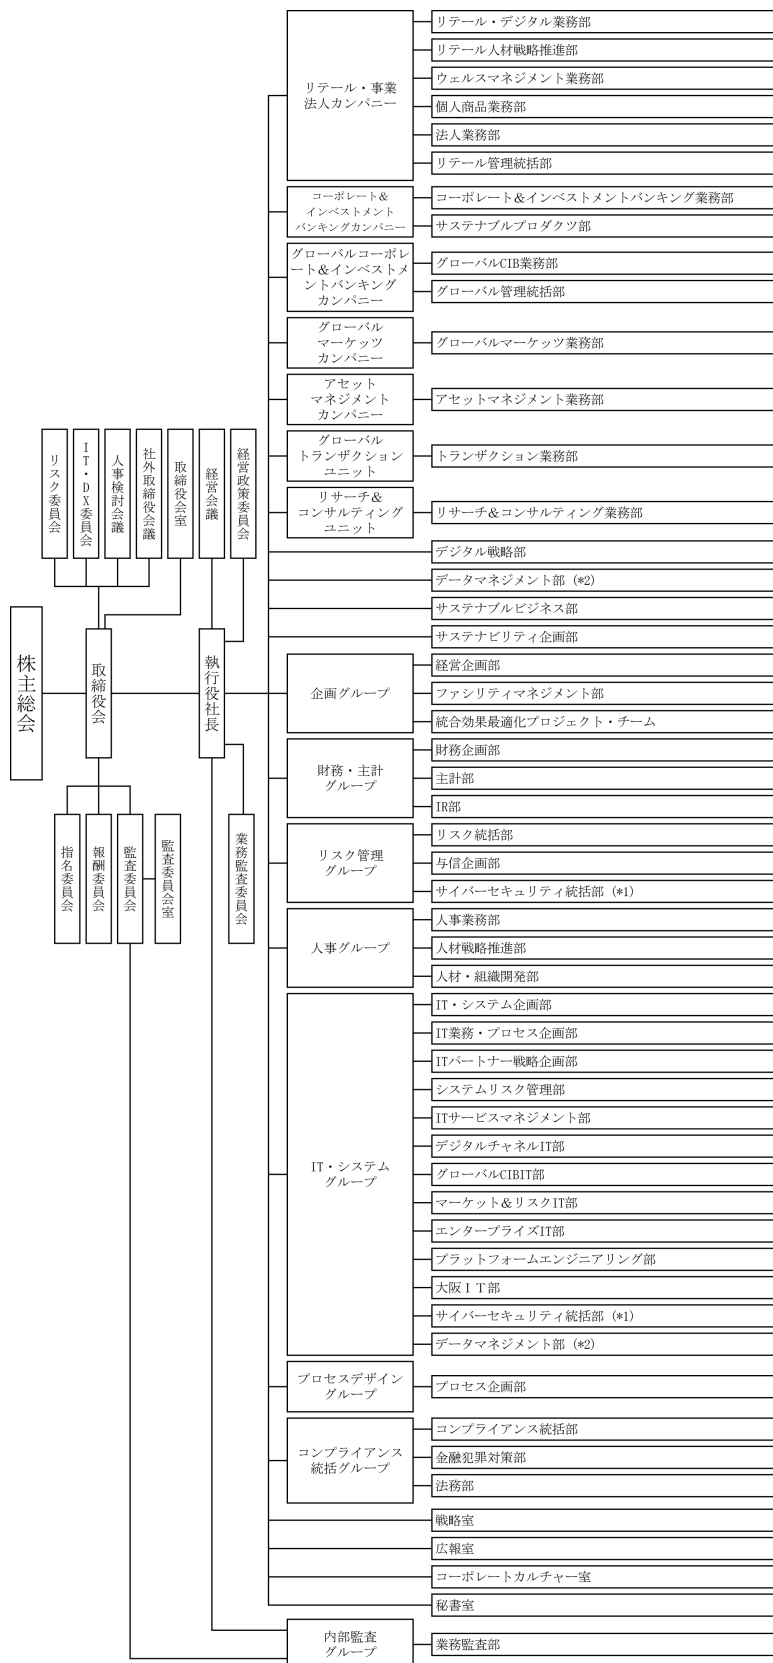 リテール・事業
法人カンパニー
リテール・デジタル業務部
リテール人材戦略推進部
ウェルスマネジメント業務部
個人商品業務部
法人業務部
リテール管理統括部
コーポレート＆
インベストメント
バンキングカンパニー
コーポレート＆インベストメントバンキング業務部
サステナブルプロダクツ部
グローバルコーポレ
ート＆インベストメ
ントバンキング
カンパニー
グローバルCIB業務部
グローバル管理統括部
グローバル
マーケッツ
カンパニー
グローバルマーケッツ業務部
アセット
マネジメント
カンパニー
アセットマネジメント業務部
グローバル
トランザクション
ユニット
トランザクション業務部
リサーチ＆
コンサルティング
ユニット
リサーチ＆コンサルティング業務部
リスク委員会
IT・DX委員会
人事検討会議
社外取締役会議
取締役会室
経営会議
経営政策委員会
デジタル戦略部
データマネジメント部（*2）
サステナブルビジネス部
サステナビリティ企画部
株主総会
取締役会
執行役社長
企画グループ
経営企画部
ファシリティマネジメント部
統合効果最適化プロジェクト・チーム
財務・主計
グループ
財務企画部
主計部
IR部
指名委員会
報酬委員会
監査委員会
監査委員会室
業務監査委員会
リスク管理
グループ
リスク統括部
与信企画部
サイバーセキュリティ統括部（*1）
人事グループ
人事業務部
人材戦略推進部
人材・組織開発部
IT・システム
グループ
IT・システム企画部
IT業務・プロセス企画部
ITパートナー戦略企画部
システムリスク管理部
ITサービスマネジメント部
デジタルチャネルIT部
グローバルCIBIT部
マーケット＆リスクIT部
エンタープライズIT部
プラットフォームエンジニアリング部
大阪ＩＴ部
サイバーセキュリティ統括部（*1）
データマネジメント部（*2）
プロセスデザイン
グループ
プロセス企画部
コンプライアンス
統括グループ
コンプライアンス統括部
金融犯罪対策部
法務部
戦略室
広報室
コーポレートカルチャー室
秘書室
内部監査
グループ
業務監査部